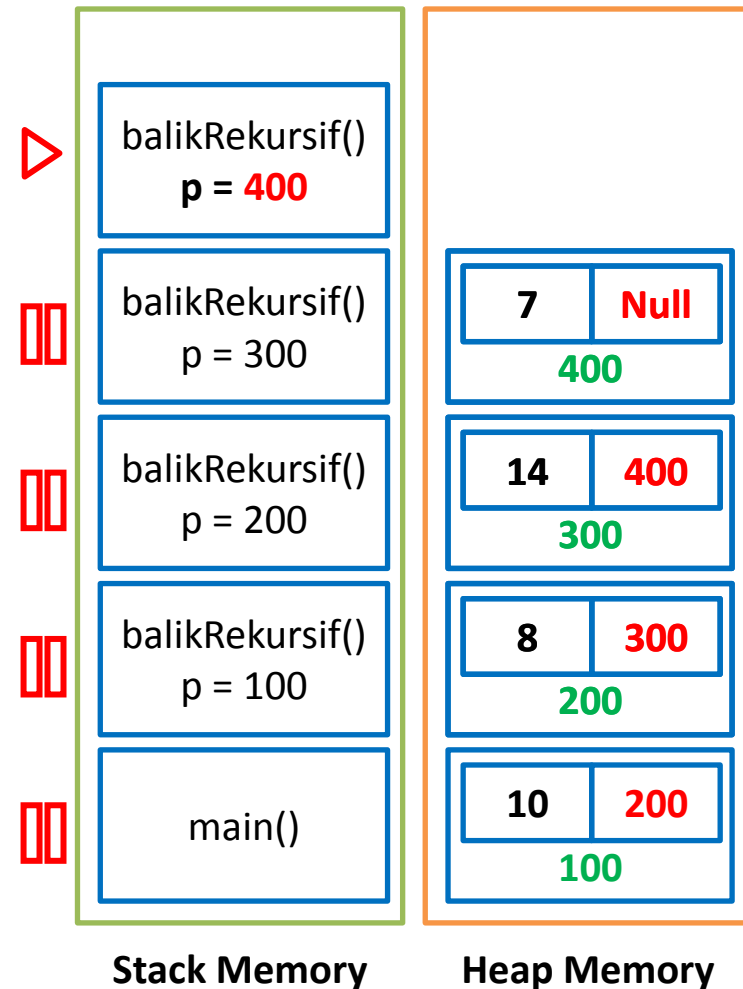 balikRekursif()
p = 400
balikRekursif()
p = 300
balikRekursif()
p = 200
balikRekursif()
p = 100
main()
Stack Memory
7 Null
400
14 400
300
8 300
200
10 200
100
Heap Memory